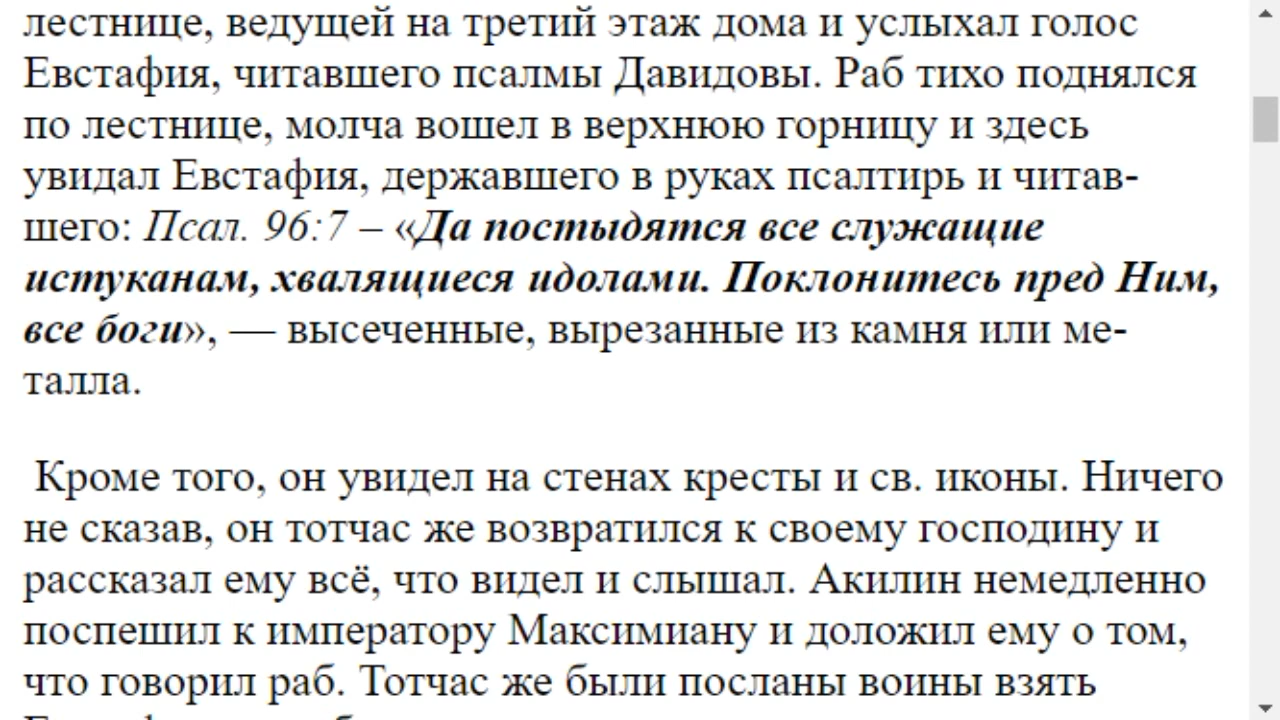 лестнице, ведущей на третий этаж дома и услыхал голос
Евстафия, читавшего псалмы Давидовы. Раб тихо поднялся
по лестнице, молча вошел в верхнюю горницу и здесь
увидал Евстафия, державшего в руках псалтирь и читав-
шего: Псал. 96:7 – «Да постыдятся все служащие
истуканам, хвалящиеся идолами. Поклонитесь пред Ним,
все боги», — высеченные, вырезанные из камня или ме-
талла.
Кроме того, он увидел на стенах кресты и св. иконы. Ничего
не сказав, он тотчас же возвратился к своему господину и
рассказал ему всё, что видел и слышал. Акилин немедленно
поспешил к императору Максимиану и доложил ему о том,
что говорил раб. Тотчас же были посланы воины взять